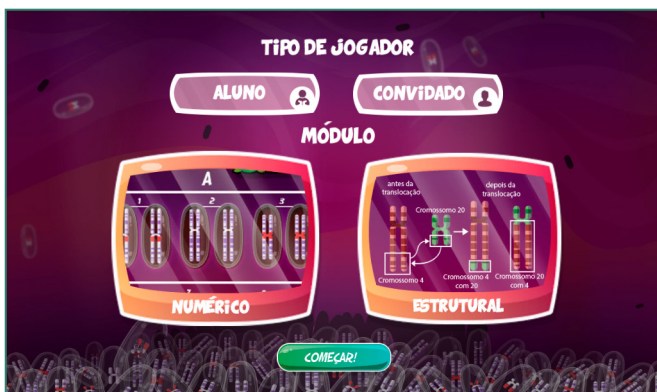 TIPO DE JOGADOR
ALUNO
CONVIDADO
MÓDULO
A
1
2
3
NUMÉRICO
antes da
translocação
depois da
translocação
Cromossomo 20
Cromossomo 4
Cromossomo 4
com 20
Cromossomo 20
com 4
ESTRUTURAL
COMEÇAR!